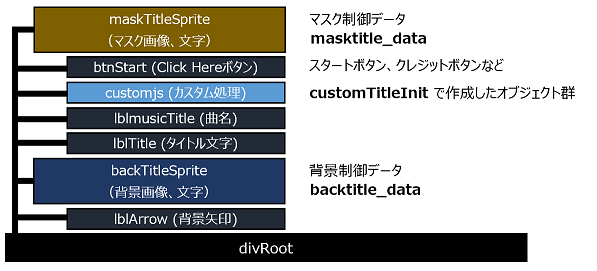 maskTitleSprite
（マスク画像、文字）
マスク制御データ
masktitle_data
btnStart (Click Hereボタン)
スタートボタン、クレジットボタンなど
customjs (カスタム処理)
customTitleInit で作成したオブジェクト群
lblmusicTitle (曲名)
lblTitle (タイトル文字)
backTitleSprite
（背景画像、文字）
背景制御データ
backtitle_data
lblArrow (背景矢印)
divRoot